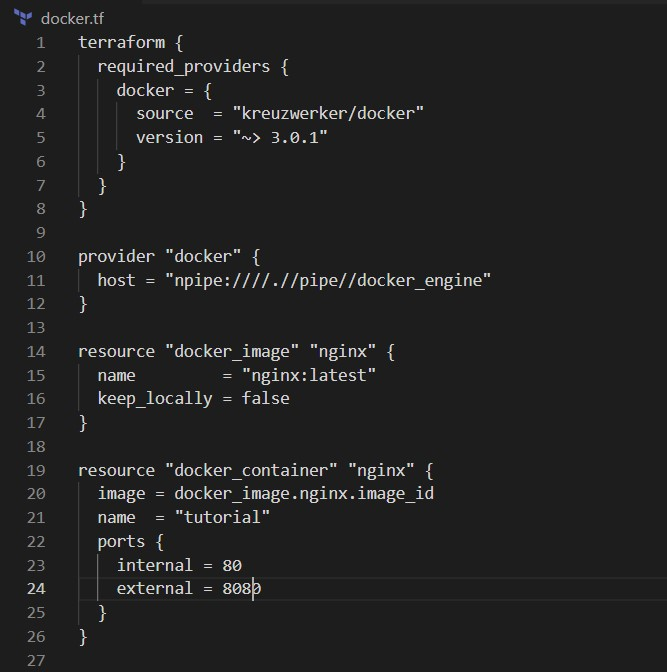 docker.tf
1 terraform {
2   required_providers {
3     docker = {
4       source  = "kreuzwerker/docker"
5       version = "~> 3.0.1"
6     }
7   }
8 }
9
10 provider "docker" {
11   host = "npipe:////.//pipe//docker_engine"
12 }
13
14 resource "docker_image" "nginx" {
15   name         = "nginx:latest"
16   keep_locally = false
17 }
18
19 resource "docker_container" "nginx" {
20   image = docker_image.nginx.image_id
21   name  = "tutorial"
22   ports {
23     internal = 80
24     external = 8080
25   }
26 }
27